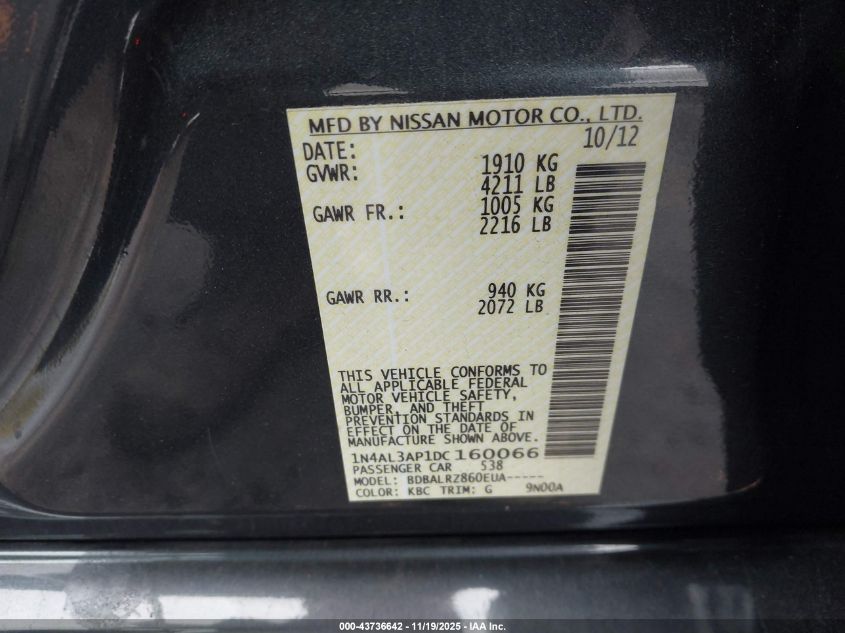 MFD BY NISSAN MOTOR CO., LTD.
DATE: 10/12
GVWR: 1910 KG
4211 LB
GAWR FR.: 1005 KG
2216 LB
GAWR RR.: 940 KG
2072 LB
THIS VEHICLE CONFORMS TO
ALL APPLICABLE FEDERAL
MOTOR VEHICLE SAFETY,
BUMPER, AND THEFT
PREVENTION STANDARDS IN
EFFECT ON THE DATE OF
MANUFACTURE SHOWN ABOVE.
1N4AL3AP1DC160066
PASSENGER CAR 538
MODEL: BDBALRZ860EUA-----
COLOR: KBC TRIM: G 9N00A
000-43736642 — 11/19/2025 — IAA Inc.